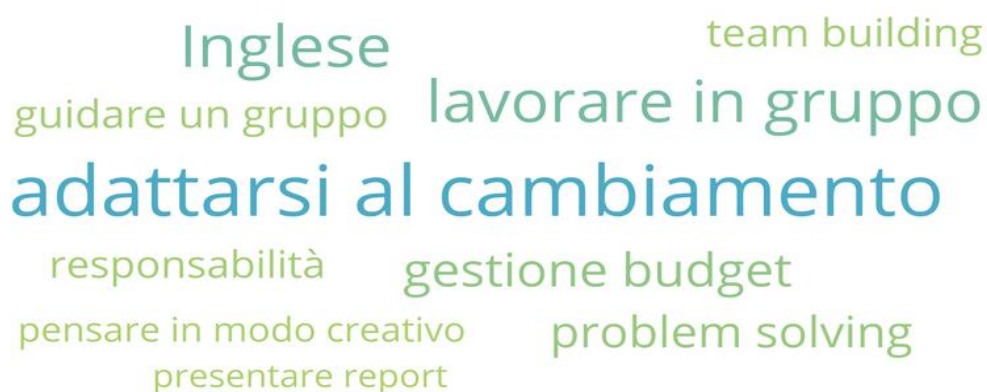 Inglese
team building
guidare un gruppo
lavorare in gruppo
adattarsi al cambiamento
responsabilità
gestione budget
pensare in modo creativo
problem solving
presentare report